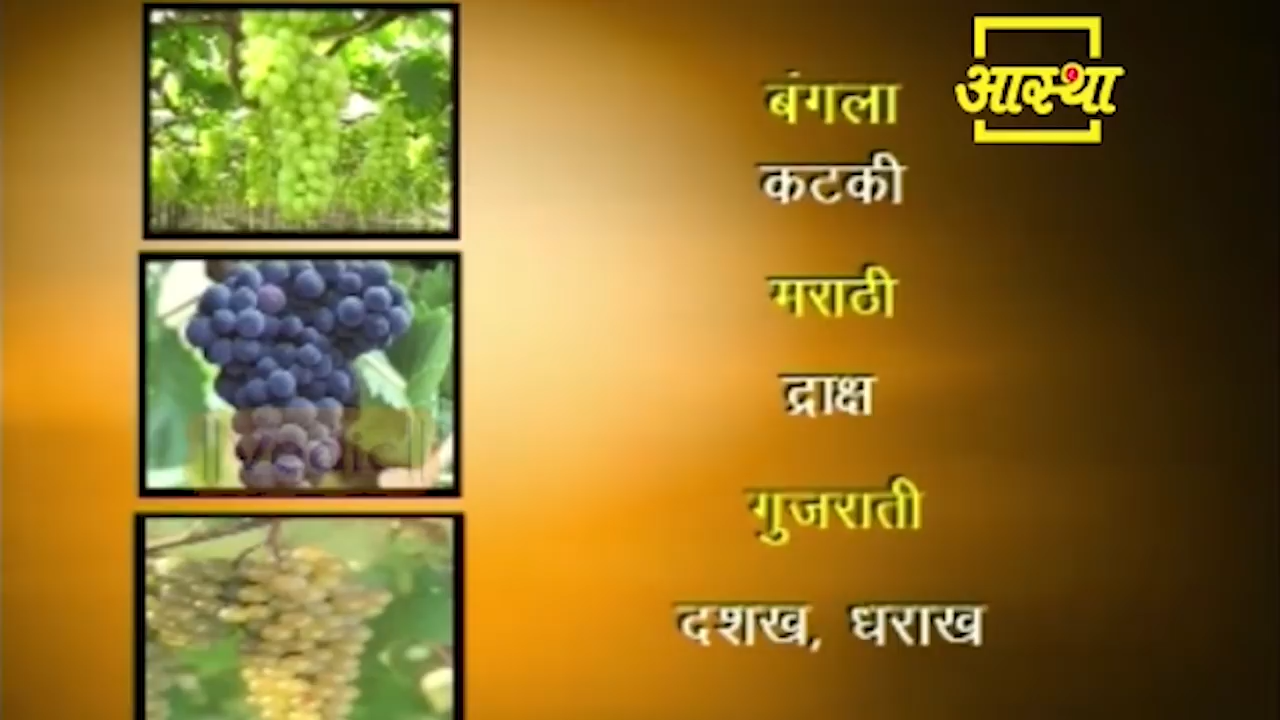 आस्था
बंगला
कटकी
मराठी
द्राक्ष
गुजराती
दशख, धराख